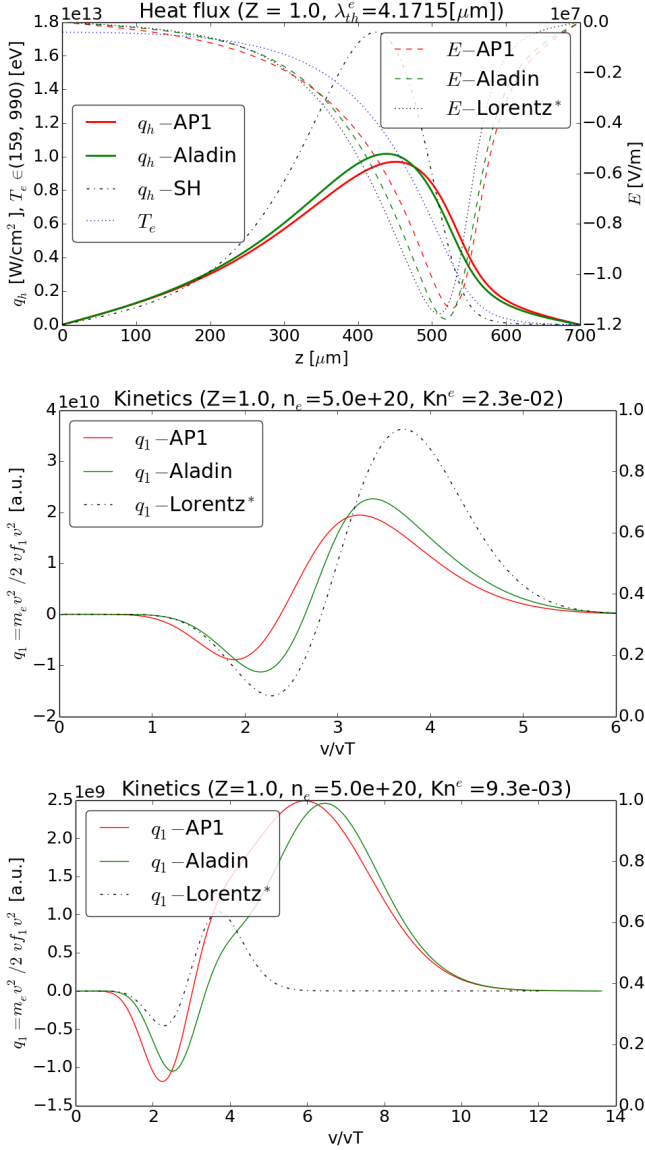 Heat flux (Z = 1.0, λ_th^e=4.1715[μm])
1e13
1e7
1.8
1.6
1.4
1.2
1.0
0.8
0.6
0.4
0.2
0.0
q_h [W/cm²], T_e ∈(159, 990) [eV]
q_h−AP1
q_h−Aladin
q_h−SH
T_e
E−AP1
E−Aladin
E−Lorentz*
0.0
−0.2
−0.4
−0.6
−0.8
−1.0
−1.2
E [V/m]
0 100 200 300 400 500 600 700
z [μm]
1e10
Kinetics (Z=1.0, n_e=5.0e+20, Kn^e =2.3e-02)
4
3
2
1
0
−1
−2
q_1 =m_e v² /2 vf_1 v² [a.u.]
q_1−AP1
q_1−Aladin
q_1−Lorentz*
1.0
0.8
0.6
0.4
0.2
0.0
0 1 2 3 4 5 6
v/vT
1e9
Kinetics (Z=1.0, n_e=5.0e+20, Kn^e =9.3e-03)
2.5
2.0
1.5
1.0
0.5
0.0
−0.5
−1.0
−1.5
q_1 =m_e v² /2 vf_1 v² [a.u.]
q_1−AP1
q_1−Aladin
q_1−Lorentz*
1.0
0.8
0.6
0.4
0.2
0.0
0 2 4 6 8 10 12 14
v/vT